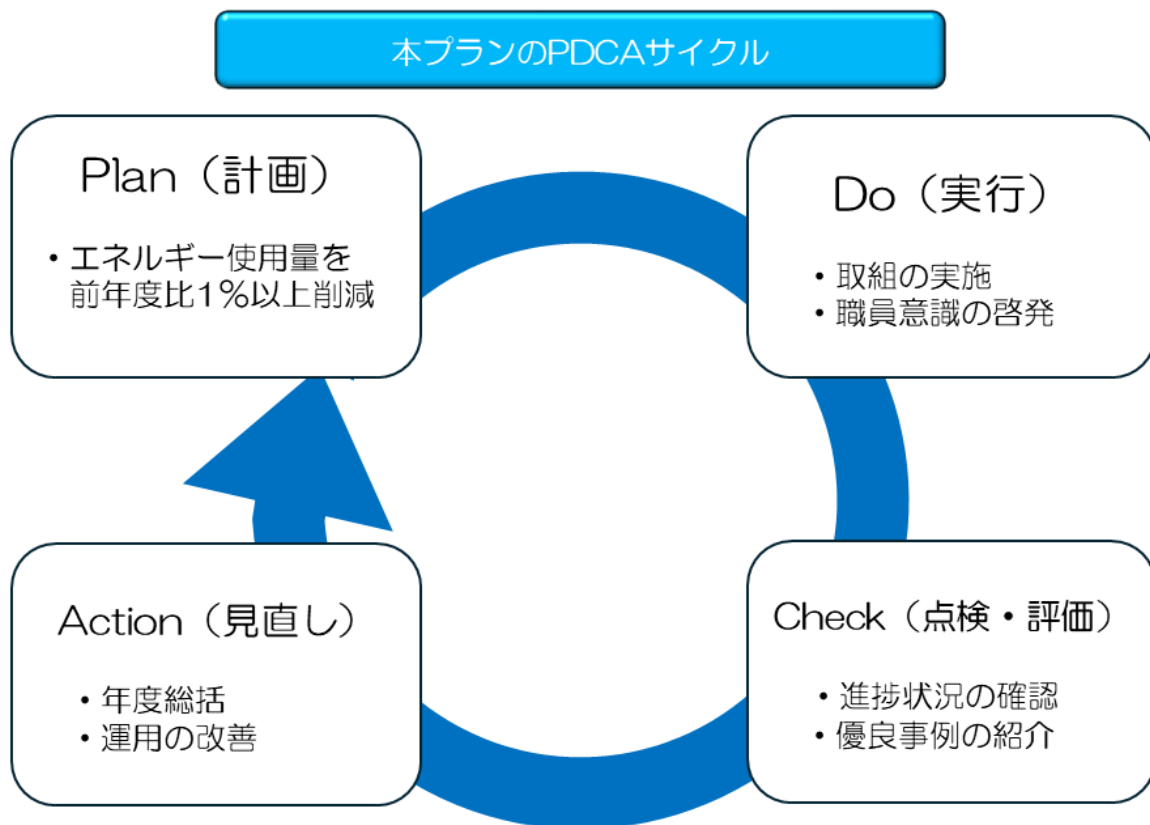 本プランのPDCAサイクル
Plan（計画）
・エネルギー使用量を
前年度比1％以上削減
Do（実行）
・取組の実施
・職員意識の啓発
Check（点検・評価）
・進捗状況の確認
・優良事例の紹介
Action（見直し）
・年度総括
・運用の改善